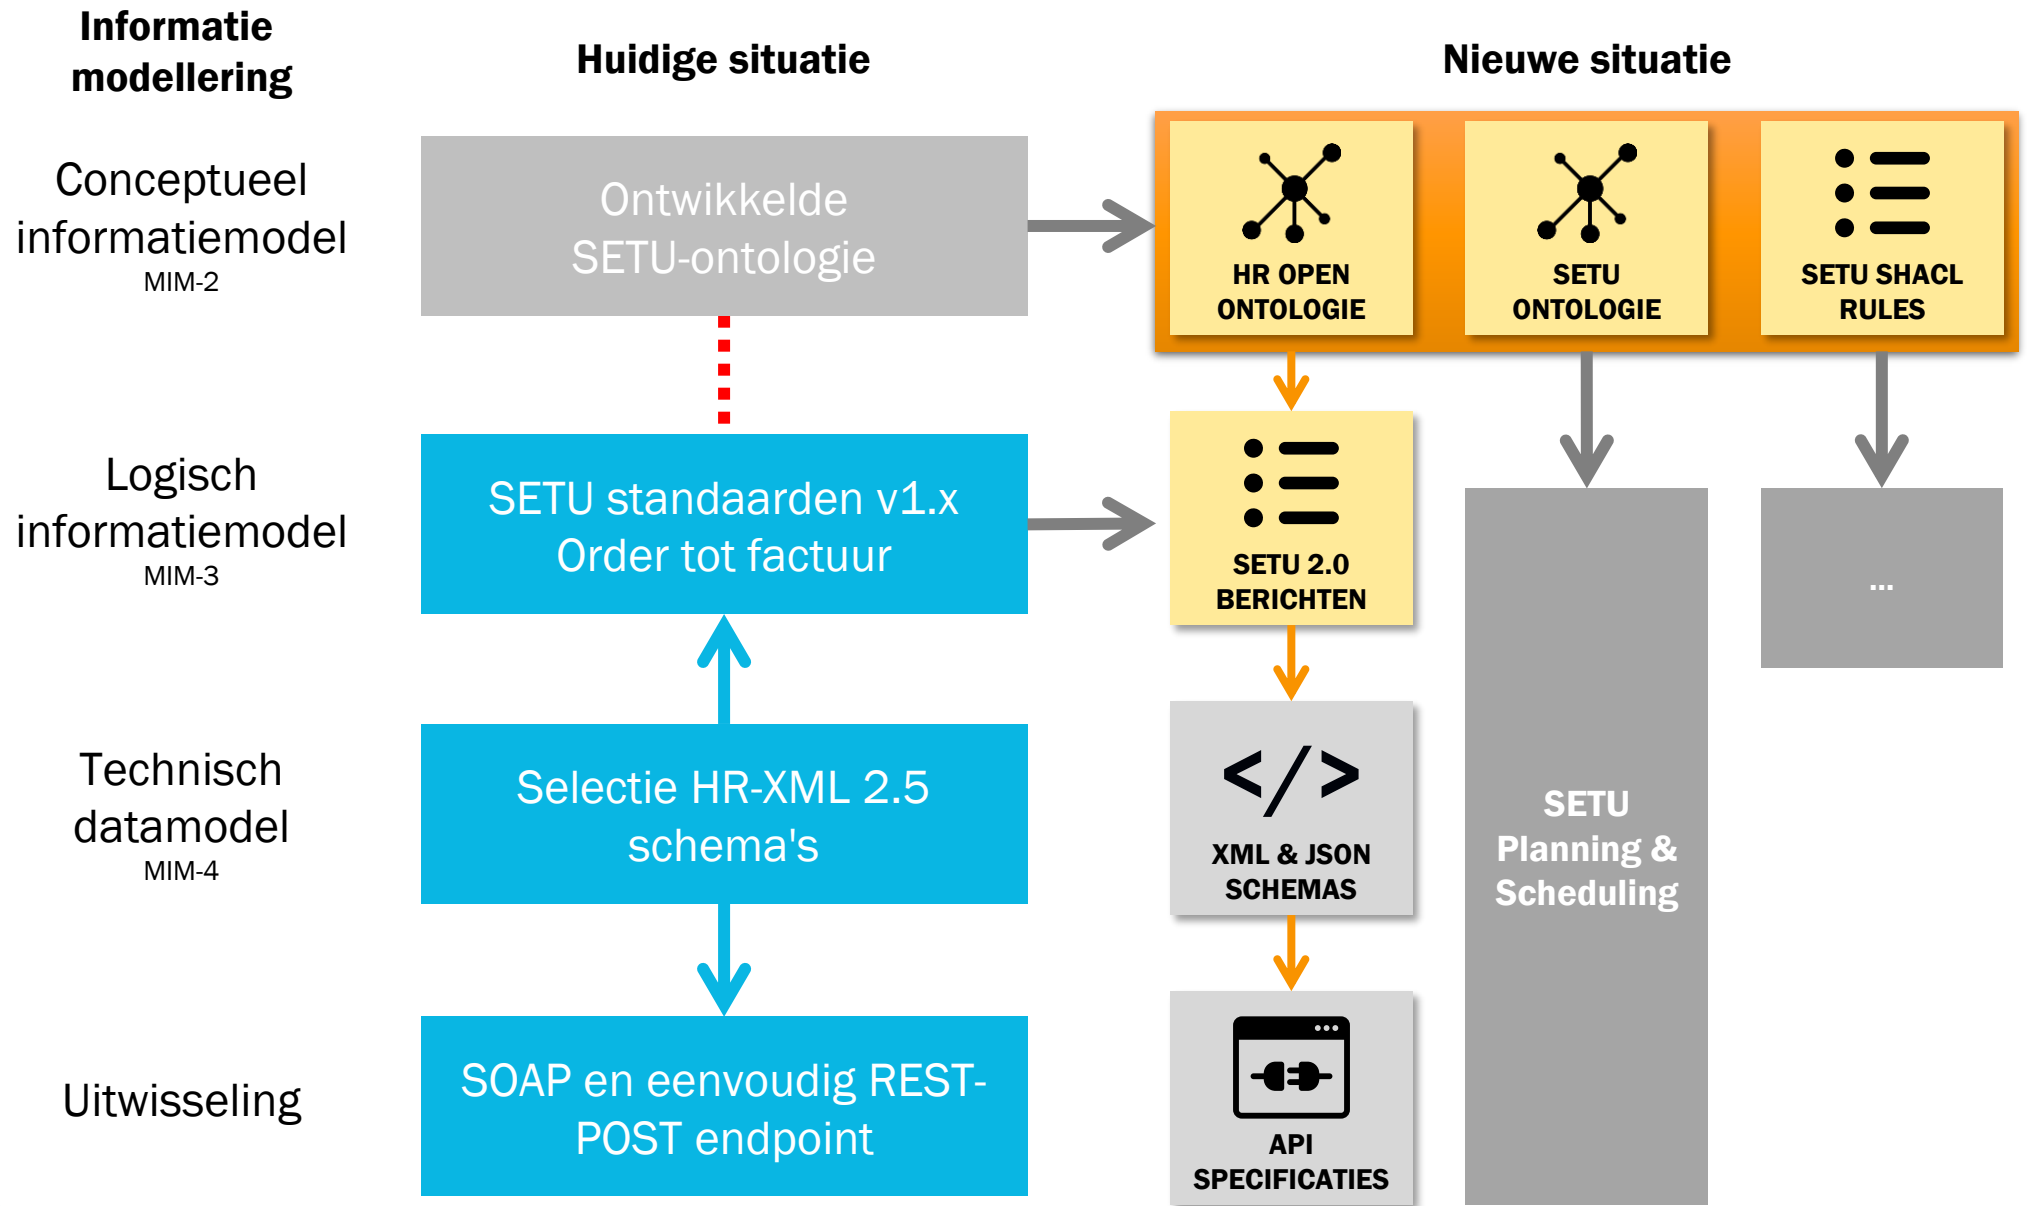 Informatie
modellering
Huidige situatie
Nieuwe situatie
Conceptueel
informatiemodel
MIM-2
Ontwikkelde
SETU-ontologie
HR OPEN
ONTOLOGIE
SETU
ONTOLOGIE
SETU SHACL
RULES
Logisch
informatiemodel
MIM-3
SETU standaarden v1.x
Order tot factuur
SETU 2.0
BERICHTEN
...
Technisch
datamodel
MIM-4
Selectie HR-XML 2.5
schema's
</>
XML & JSON
SCHEMAS
SETU
Planning &
Scheduling
Uitwisseling
SOAP en eenvoudig REST-
POST endpoint
API
SPECIFICATIES